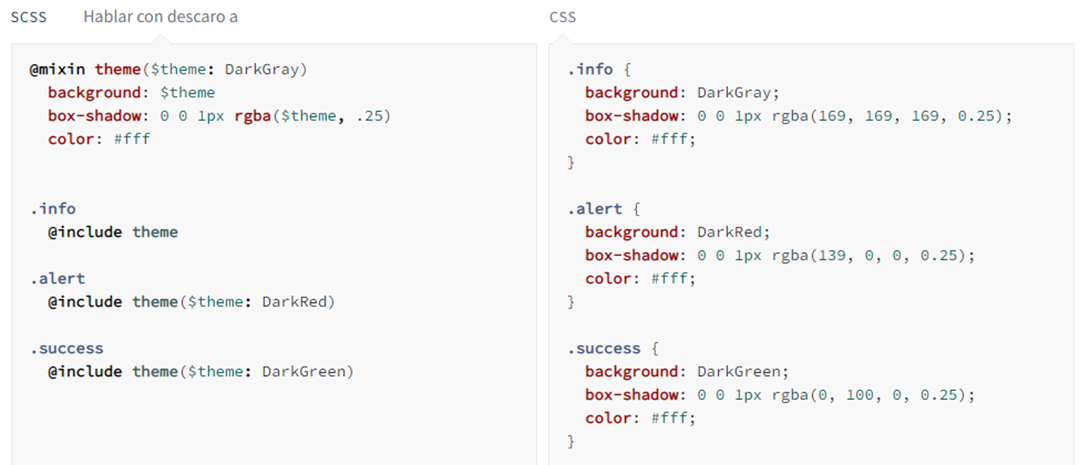 SCSS Hablar con descaro a
@mixin theme($theme: DarkGray)
background: $theme
box-shadow: 0 0 1px rgba($theme, .25)
color: #fff
.info
@include theme
.alert
@include theme($theme: DarkRed)
.success
@include theme($theme: DarkGreen)
CSS
.info {
background: DarkGray;
box-shadow: 0 0 1px rgba(169, 169, 169, 0.25);
color: #fff;
}
.alert {
background: DarkRed;
box-shadow: 0 0 1px rgba(139, 0, 0, 0.25);
color: #fff;
}
.success {
background: DarkGreen;
box-shadow: 0 0 1px rgba(0, 100, 0, 0.25);
color: #fff;
}